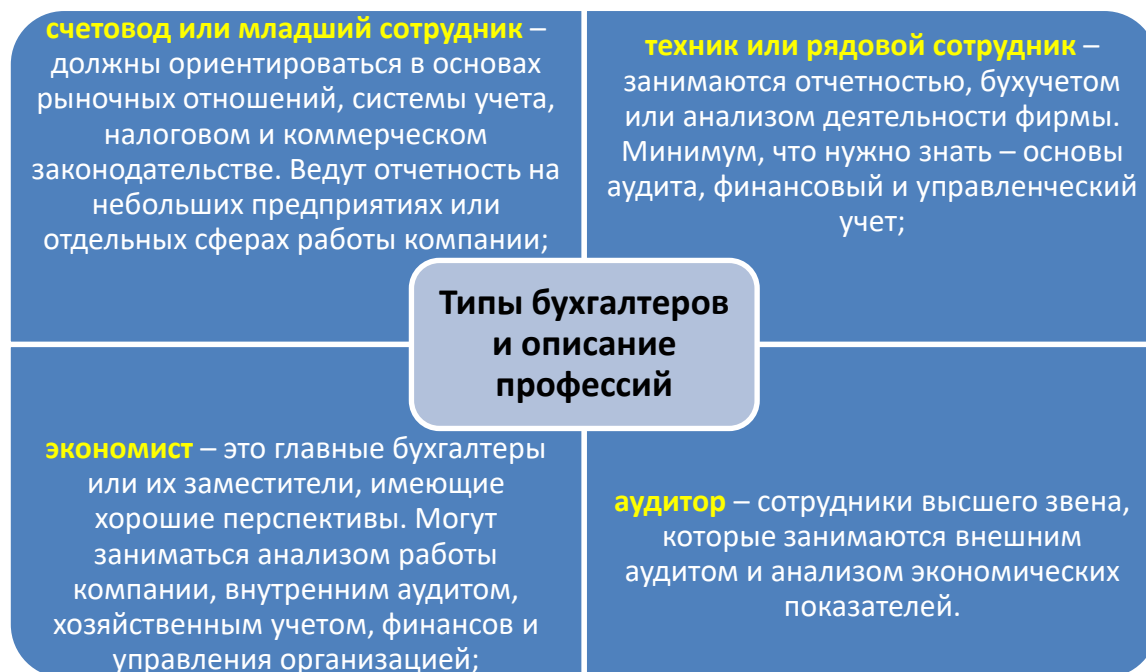 счетовод или младший сотрудник –
должны ориентироваться в основах
рыночных отношений, системы учета,
налоговом и коммерческом
законодательстве. Ведут отчетность на
небольших предприятиях или
отдельных сферах работы компании;
техник или рядовой сотрудник –
занимаются отчетностью, бухучетом
или анализом деятельности фирмы.
Минимум, что нужно знать – основы
аудита, финансовый и управленческий
учет;
Типы бухгалтеров
и описание
профессий
экономист – это главные бухгалтеры
или их заместители, имеющие
хорошие перспективы. Могут
заниматься анализом работы
компании, внутренним аудитом,
хозяйственным учетом, финансов и
управления организацией;
аудитор – сотрудники высшего звена,
которые занимаются внешним
аудитом и анализом экономических
показателей.